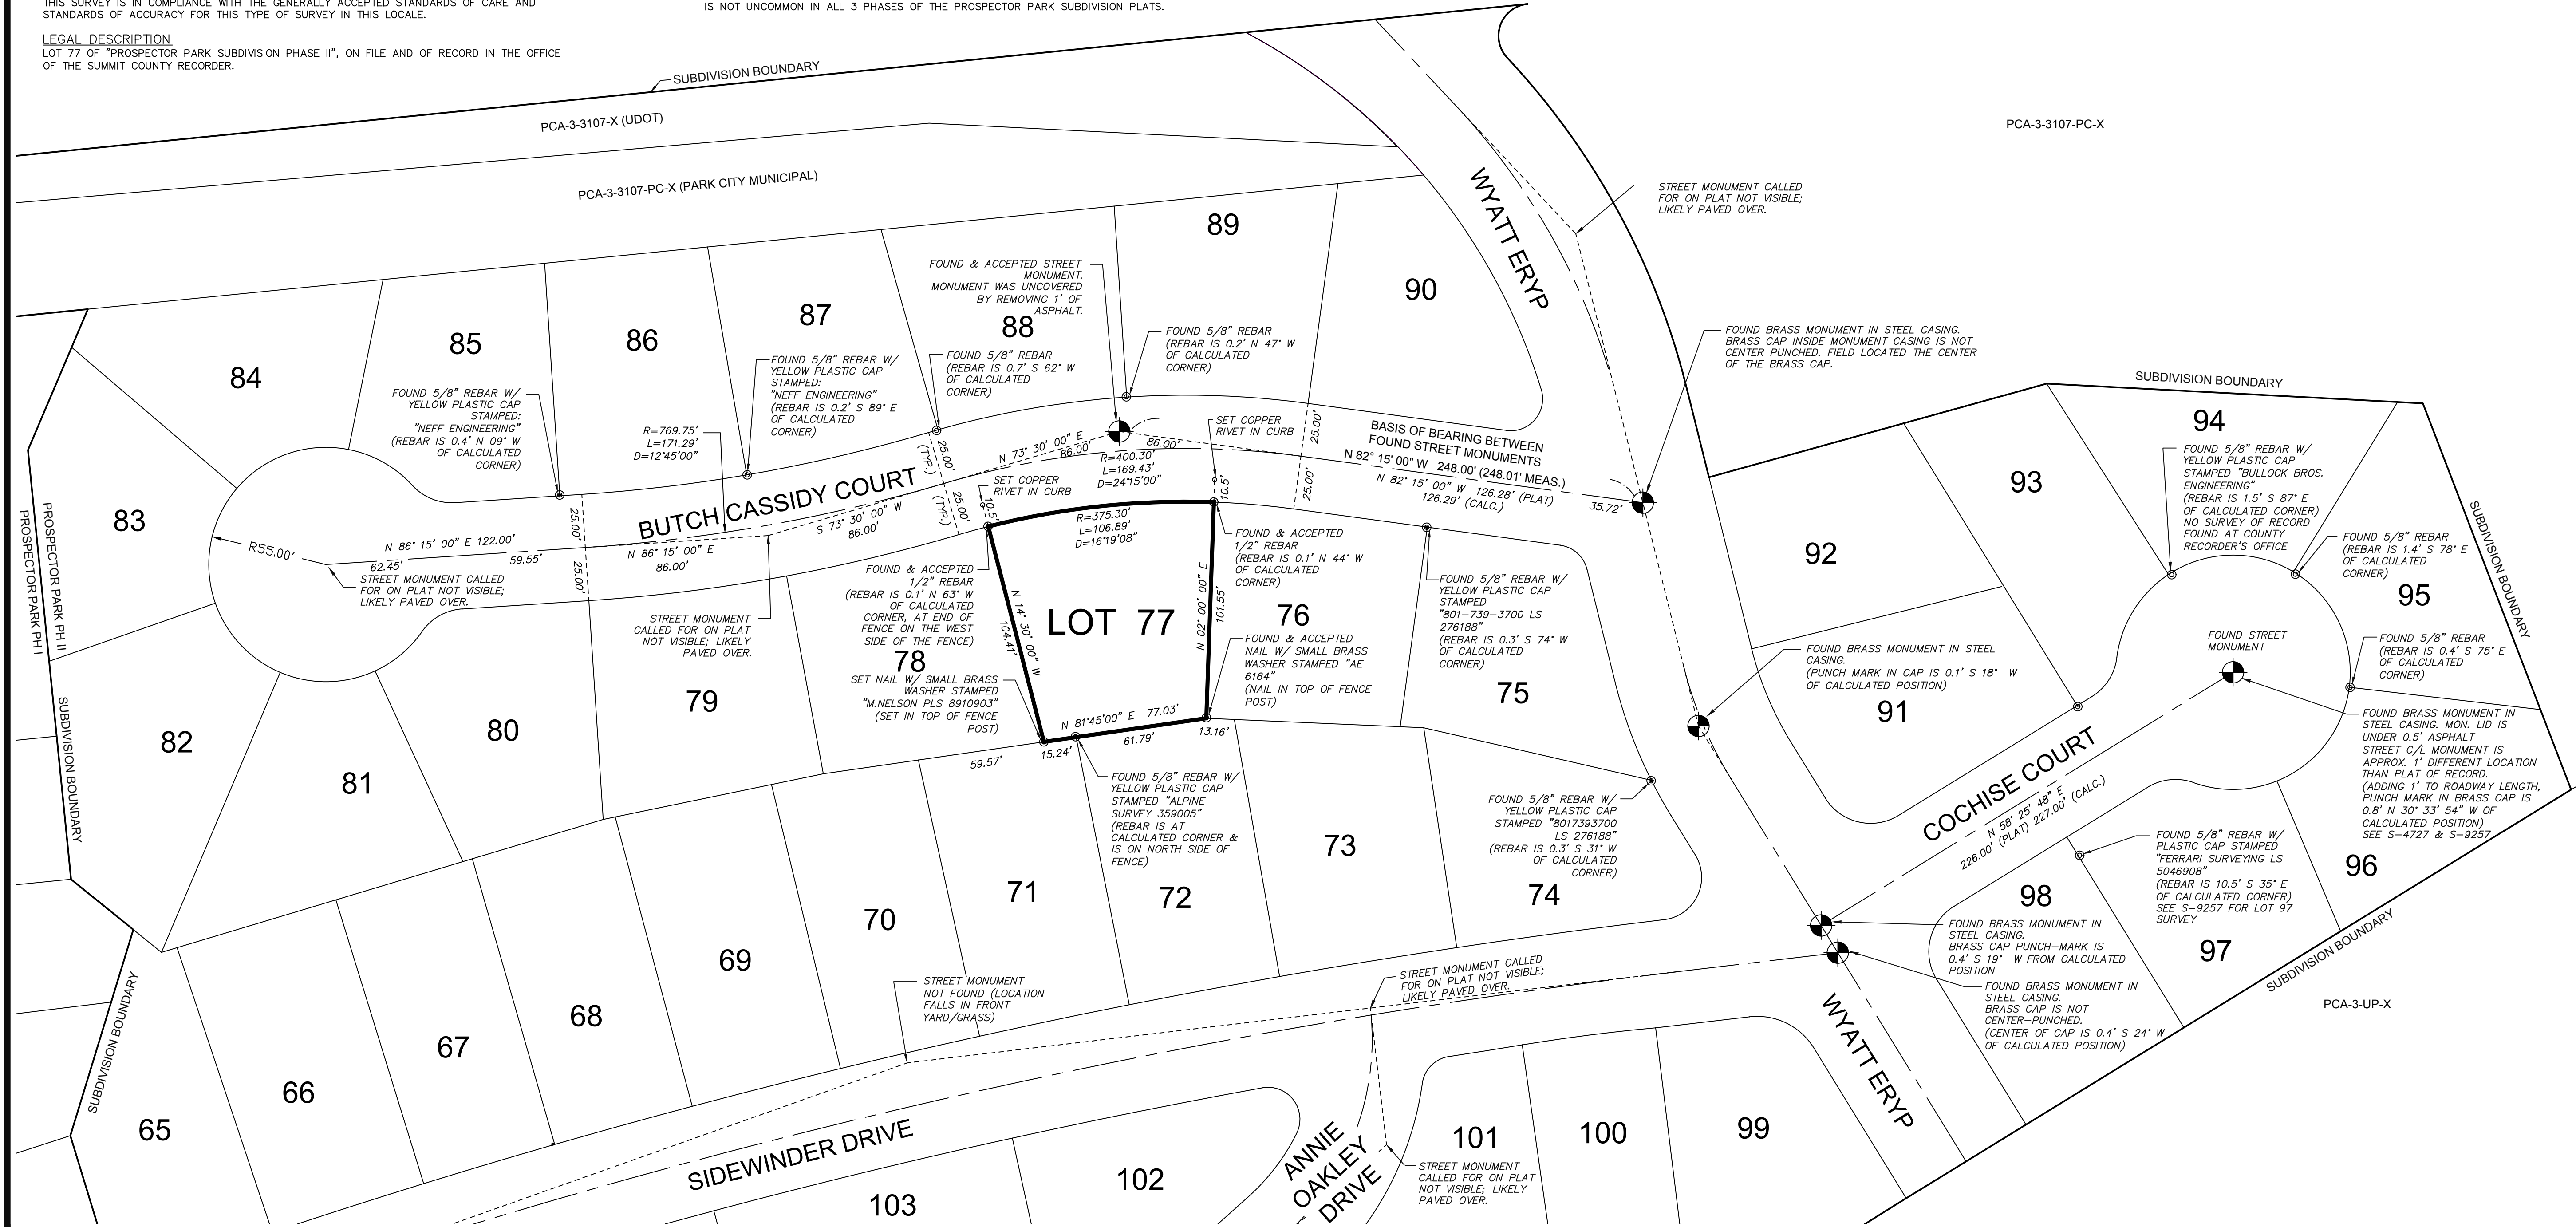 THIS SURVEY IS IN COMPLIANCE WITH THE GENERALLY ACCEPTED STANDARDS OF CARE AND
STANDARDS OF ACCURACY FOR THIS TYPE OF SURVEY IN THIS LOCALE.
IS NOT UNCOMMON IN ALL 3 PHASES OF THE PROSPECTOR PARK SUBDIVISION PLATS.
LEGAL DESCRIPTION
LOT 77 OF "PROSPECTOR PARK SUBDIVISION PHASE II", ON FILE AND OF RECORD IN THE OFFICE
OF THE SUMMIT COUNTY RECORDER.
SUBDIVISION BOUNDARY
PCA-3-3107-X (UDOT)
PCA-3-3107-PC-X (PARK CITY MUNICIPAL)
PCA-3-3107-PC-X
WYATT ERYP
STREET MONUMENT CALLED
FOR ON PLAT NOT VISIBLE;
LIKELY PAVED OVER.
83
84
85
86
87
88
89
90
FOUND & ACCEPTED STREET
MONUMENT.
MONUMENT WAS UNCOVERED
BY REMOVING 1' OF
ASPHALT.
FOUND 5/8" REBAR
(REBAR IS 0.2' N 47° W
OF CALCULATED
CORNER)
FOUND 5/8" REBAR
(REBAR IS 0.7' S 62° W
OF CALCULATED
CORNER)
FOUND 5/8" REBAR W/
YELLOW PLASTIC CAP
STAMPED:
"NEFF ENGINEERING"
(REBAR IS 0.2' S 89° E
OF CALCULATED
CORNER)
FOUND 5/8" REBAR W/
YELLOW PLASTIC CAP
STAMPED:
"NEFF ENGINEERING"
(REBAR IS 0.4' N 09° W
OF CALCULATED
CORNER)
R=769.75'
L=171.29'
D=12°45'00"
FOUND BRASS MONUMENT IN STEEL CASING.
BRASS CAP INSIDE MONUMENT CASING IS NOT
CENTER PUNCHED. FIELD LOCATED THE CENTER
OF THE BRASS CAP.
BASIS OF BEARING BETWEEN
FOUND STREET MONUMENTS
N 82° 15' 00" W 248.00' (248.01' MEAS.)
N 82° 15' 00" W 126.28' (PLAT)
126.29' (CALC.)
35.72'
25.00'
25.00'
SET COPPER
RIVET IN CURB
10.5'
86.00'
R=400.30'
L=169.43'
D=24°15'00"
N 73° 30' 00" E
86.00'
25.00'
(TYP.)
25.00'
(TYP.)
SET COPPER
RIVET IN CURB
10.5'
BUTCH CASSIDY COURT
S 73° 30' 00" W
86.00'
N 86° 15' 00" E
86.00'
25.00'
25.00'
N 86° 15' 00" E 122.00'
62.45'
59.55'
R55.00'
STREET MONUMENT CALLED
FOR ON PLAT NOT VISIBLE;
LIKELY PAVED OVER.
PROSPECTOR PARK PH I
PROSPECTOR PARK PH II
SUBDIVISION BOUNDARY
STREET MONUMENT
CALLED FOR ON PLAT
NOT VISIBLE; LIKELY
PAVED OVER.
FOUND & ACCEPTED
1/2" REBAR
(REBAR IS 0.1' N 63° W
OF CALCULATED
CORNER, AT END OF
FENCE ON THE WEST
SIDE OF THE FENCE)
78
SET NAIL W/ SMALL BRASS
WASHER STAMPED
"M.NELSON PLS 8910903"
(SET IN TOP OF FENCE
POST)
R=375.30'
L=106.89'
D=16°19'08"
LOT 77
N 14° 30' 00" W
104.41'
N 02° 00' 00" E
101.55'
N 81°45'00" E 77.03'
59.57'
15.24'
61.79'
13.16'
FOUND & ACCEPTED
1/2" REBAR
(REBAR IS 0.1' N 44° W
OF CALCULATED
CORNER)
76
FOUND & ACCEPTED
NAIL W/ SMALL BRASS
WASHER STAMPED "AE
6164"
(NAIL IN TOP OF FENCE
POST)
FOUND 5/8" REBAR W/
YELLOW PLASTIC CAP
STAMPED
"801-739-3700 LS
276188"
(REBAR IS 0.3' S 74° W
OF CALCULATED
CORNER)
75
FOUND 5/8" REBAR W/
YELLOW PLASTIC CAP
STAMPED "ALPINE
SURVEY 359005"
(REBAR IS AT
CALCULATED CORNER &
IS ON NORTH SIDE OF
FENCE)
FOUND 5/8" REBAR W/
YELLOW PLASTIC CAP
STAMPED "8017393700
LS 276188"
(REBAR IS 0.3' S 31° W
OF CALCULATED
CORNER)
82
81
80
79
74
73
72
71
70
69
68
67
66
65
SUBDIVISION BOUNDARY
STREET MONUMENT
NOT FOUND (LOCATION
FALLS IN FRONT
YARD/GRASS)
STREET MONUMENT CALLED
FOR ON PLAT NOT VISIBLE;
LIKELY PAVED OVER.
SIDEWINDER DRIVE
ANNIE
OAKLEY
DRIVE
STREET MONUMENT
CALLED FOR ON PLAT
NOT VISIBLE; LIKELY
PAVED OVER.
103
102
101
100
99
WYATT ERYP
SUBDIVISION BOUNDARY
94
93
92
91
FOUND 5/8" REBAR W/
YELLOW PLASTIC CAP
STAMPED "BULLOCK BROS.
ENGINEERING"
(REBAR IS 1.5' S 87° E
OF CALCULATED CORNER)
NO SURVEY OF RECORD
FOUND AT COUNTY
RECORDER'S OFFICE
FOUND 5/8" REBAR
(REBAR IS 1.4' S 78° E
OF CALCULATED
CORNER)
95
SUBDIVISION BOUNDARY
FOUND STREET
MONUMENT
FOUND 5/8" REBAR
(REBAR IS 0.4' S 75° E
OF CALCULATED
CORNER)
FOUND BRASS MONUMENT IN STEEL
CASING.
(PUNCH MARK IN CAP IS 0.1' S 18° W
OF CALCULATED POSITION)
COCHISE COURT
N 58° 25' 48" E
226.00' (PLAT) 227.00' (CALC.)
FOUND BRASS MONUMENT IN
STEEL CASING. MON. LID IS
UNDER 0.5' ASPHALT
STREET C/L MONUMENT IS
APPROX. 1' DIFFERENT LOCATION
THAN PLAT OF RECORD.
(ADDING 1' TO ROADWAY LENGTH,
PUNCH MARK IN BRASS CAP IS
0.8' N 30° 33' 54" W OF
CALCULATED POSITION)
SEE S-4727 & S-9257
96
FOUND 5/8" REBAR W/
PLASTIC CAP STAMPED
"FERRARI SURVEYING LS
5046908"
(REBAR IS 10.5' S 35° E
OF CALCULATED CORNER)
SEE S-9257 FOR LOT 97
SURVEY
98
97
FOUND BRASS MONUMENT IN
STEEL CASING.
BRASS CAP PUNCH-MARK IS
0.4' S 19° W FROM CALCULATED
POSITION
FOUND BRASS MONUMENT IN
STEEL CASING.
BRASS CAP IS NOT
CENTER-PUNCHED.
(CENTER OF CAP IS 0.4' S 24° W
OF CALCULATED POSITION)
SUBDIVISION BOUNDARY
PCA-3-UP-X